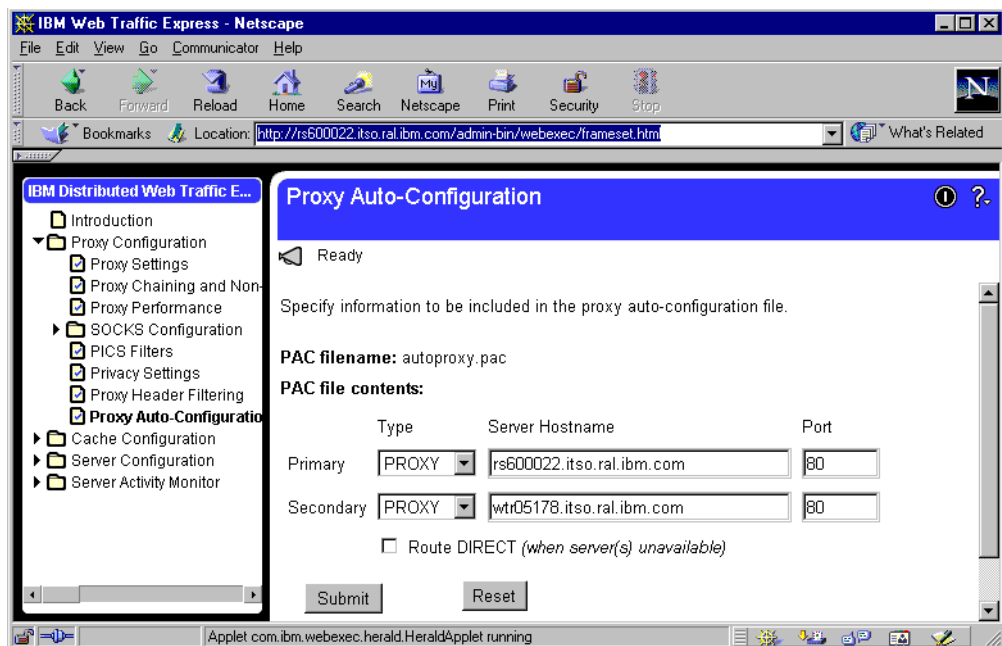 IBM Web Traffic Express - Netscape
File Edit View Go Communicator Help
Back Forward Reload Home Search My Netscape Print Security Stop N
Bookmarks Location: http://rs600022.itso.ral.ibm.com/admin-bin/webexec/frameset.html What's Related
IBM Distributed Web Traffic E...
Introduction
Proxy Configuration
Proxy Settings
Proxy Chaining and Non-
Proxy Performance
SOCKS Configuration
PICS Filters
Privacy Settings
Proxy Header Filtering
Proxy Auto-Configuratio
Cache Configuration
Server Configuration
Server Activity Monitor
Proxy Auto-Configuration ?
Ready
Specify information to be included in the proxy auto-configuration file.
PAC filename: autoproxy.pac
PAC file contents:
Type Server Hostname Port
Primary PROXY rs600022.itso.ral.ibm.com 80
Secondary PROXY wtr05178.itso.ral.ibm.com 80
Route DIRECT (when server(s) unavailable)
Submit Reset
Applet com.ibm.webexec.herald.HeraldApplet running